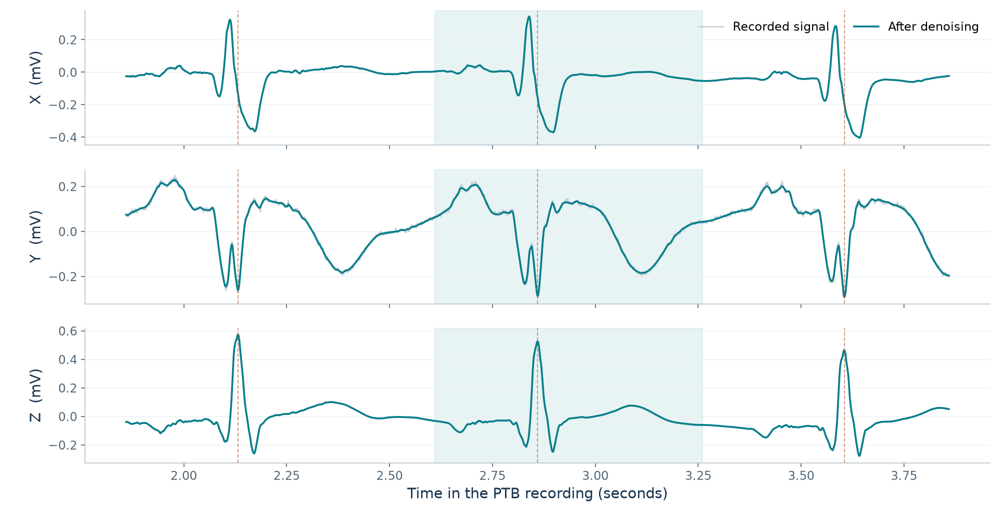 Recorded signal After denoising
X (mV)
0.2
0.0
−0.2
−0.4
Y (mV)
0.2
0.0
−0.2
Z (mV)
0.6
0.4
0.2
0.0
−0.2
2.00 2.25 2.50 2.75 3.00 3.25 3.50 3.75
Time in the PTB recording (seconds)